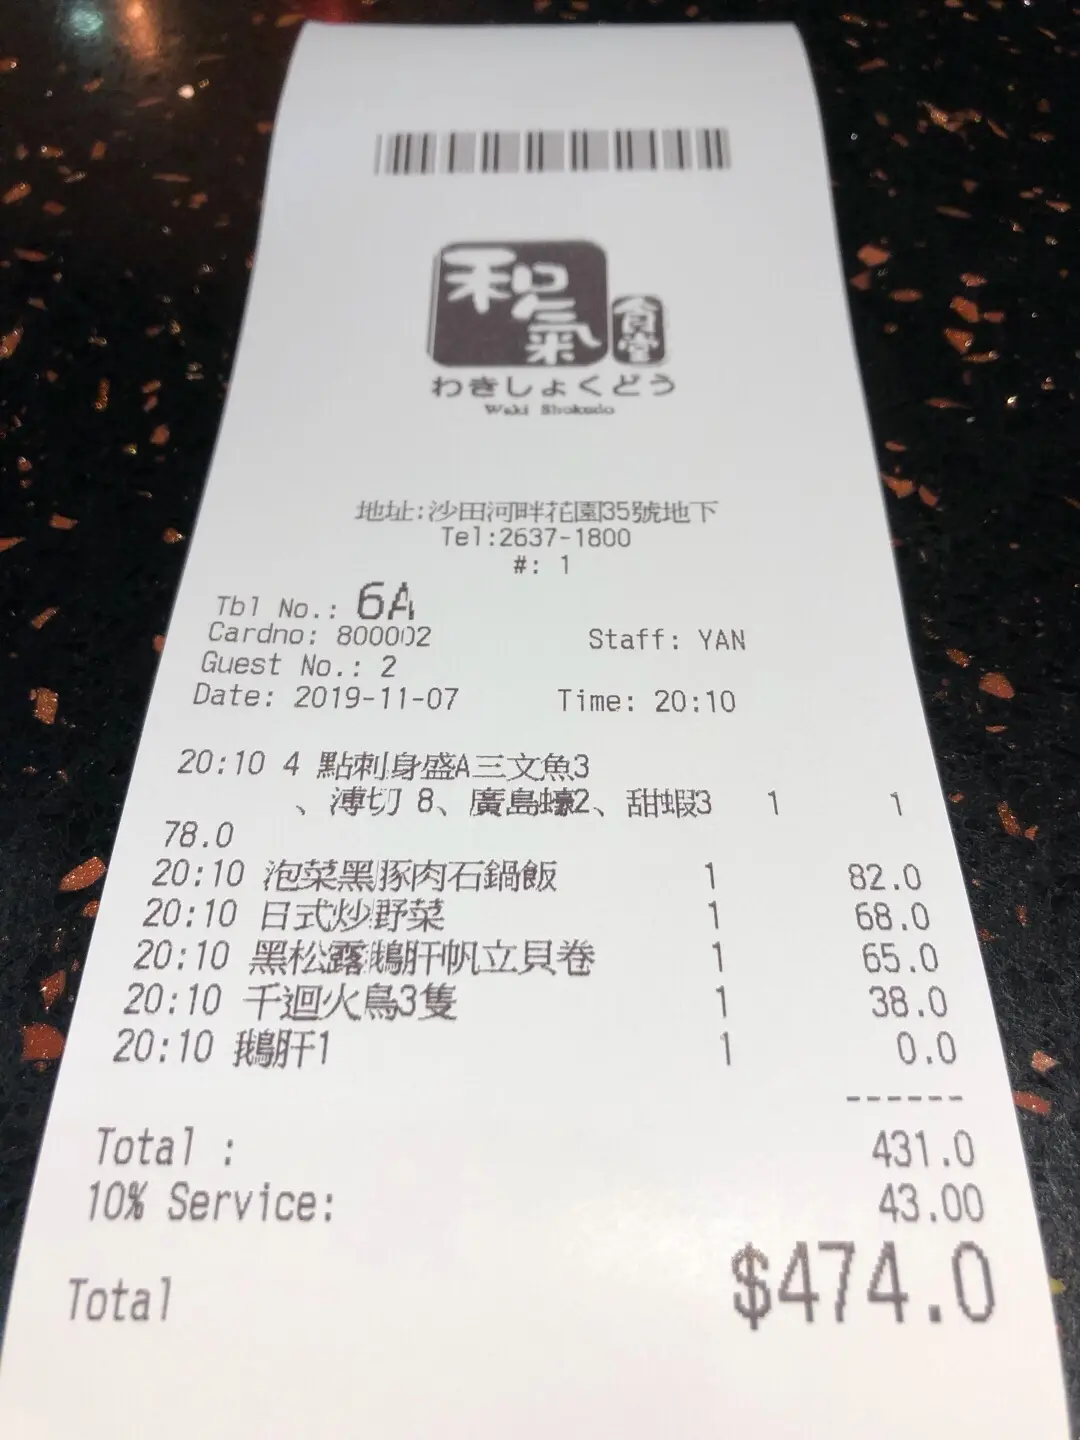 和氣
食堂
わきしょくどう
Waki Shokudo
地址:沙田河畔花園35號地下
Tel:2637-1800
#: 1
Tbl No.: 6A
Cardno: 800002 Staff: YAN
Guest No.: 2
Date: 2019-11-07 Time: 20:10
20:10 4 點刺身盛A三文魚3
、溥切 8、廣島蠔2、甜蝦3 1 1
78.0
20:10 泡菜黑豚肉石鍋飯 1 82.0
20:10 日式炒野菜 1 68.0
20:10 黑松露鵝肝帆立貝卷 1 65.0
20:10 千迴火鳥3隻 1 38.0
20:10 鵝肝1 1 0.0
------
Total : 431.0
10% Service: 43.00
Total $474.0